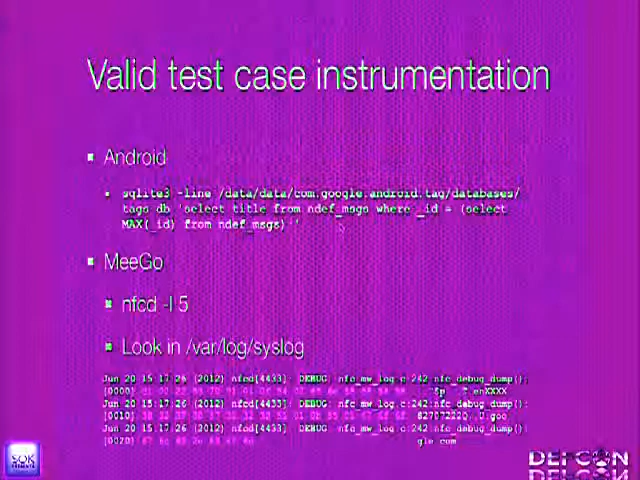 Valid test case instrumentation
Android
sqlite3 -line /data/data/com.google.android.tag/databases/
tags.db 'select title from ndef_msgs where _id = (select
MAX(_id) from ndef_msgs)'
MeeGo
nfcd -l 5
Look in /var/log/syslog
Jun 20 15:17:26 (2012) nfcd[4433]: DEBUG: nfc_mw_log.c:242 nfc_debug_dump():
[0000]
Jun 20 15:17:26 (2012) nfcd[4433]: DEBUG: nfc_mw_log.c:242 nfc_debug_dump():
[0010]
Jun 20 15:17:26 (2012) nfcd[4433]: DEBUG: nfc_mw_log.c:242 nfc_debug_dump():
[0020] gle.com
DEFCON